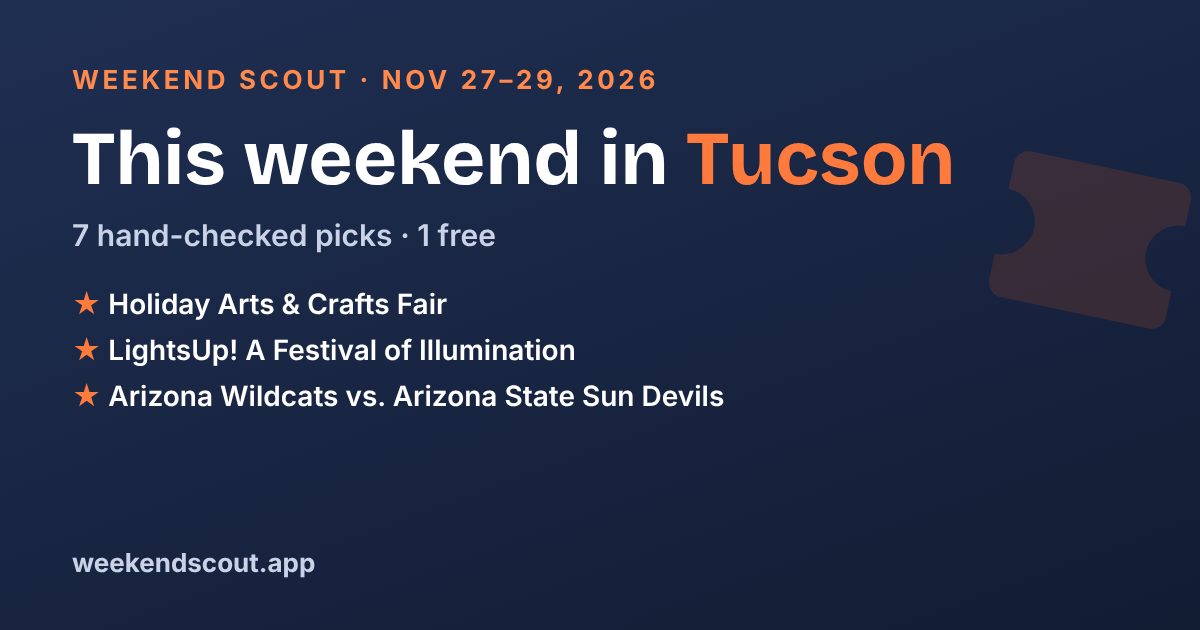 WEEKEND SCOUT · NOV 27–29, 2026
This weekend in Tucson
7 hand-checked picks · 1 free
★ Holiday Arts & Crafts Fair
★ LightsUp! A Festival of Illumination
★ Arizona Wildcats vs. Arizona State Sun Devils
weekendscout.app